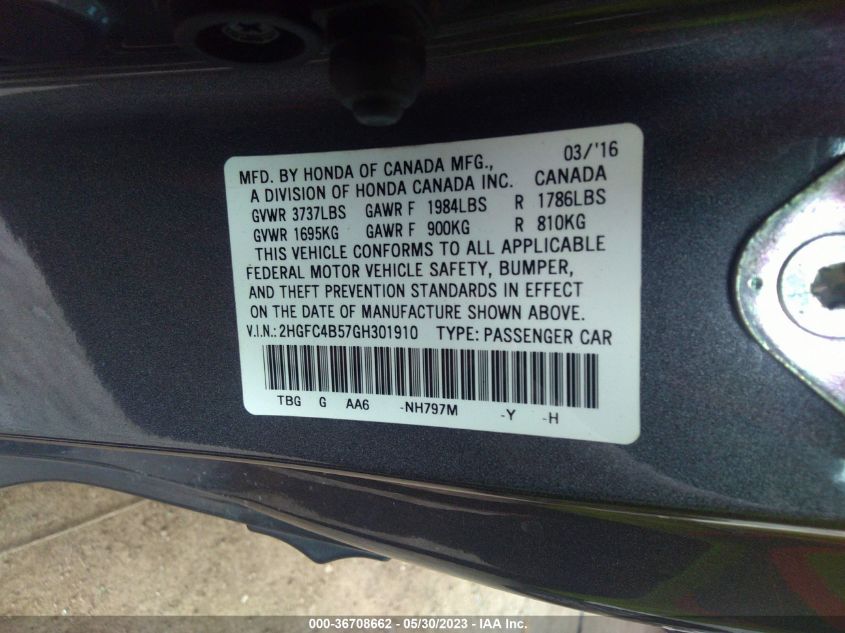 MFD. BY HONDA OF CANADA MFG., 03/'16
A DIVISION OF HONDA CANADA INC. CANADA
GVWR 3737LBS GAWR F 1984LBS R 1786LBS
GVWR 1695KG GAWR F 900KG R 810KG
THIS VEHICLE CONFORMS TO ALL APPLICABLE
FEDERAL MOTOR VEHICLE SAFETY, BUMPER,
AND THEFT PREVENTION STANDARDS IN EFFECT
ON THE DATE OF MANUFACTURE SHOWN ABOVE.
V.I.N.: 2HGFC4B57GH301910 TYPE: PASSENGER CAR
TBG G AA6 -NH797M -Y -H
000-36708662 - 05/30/2023 - IAA Inc.